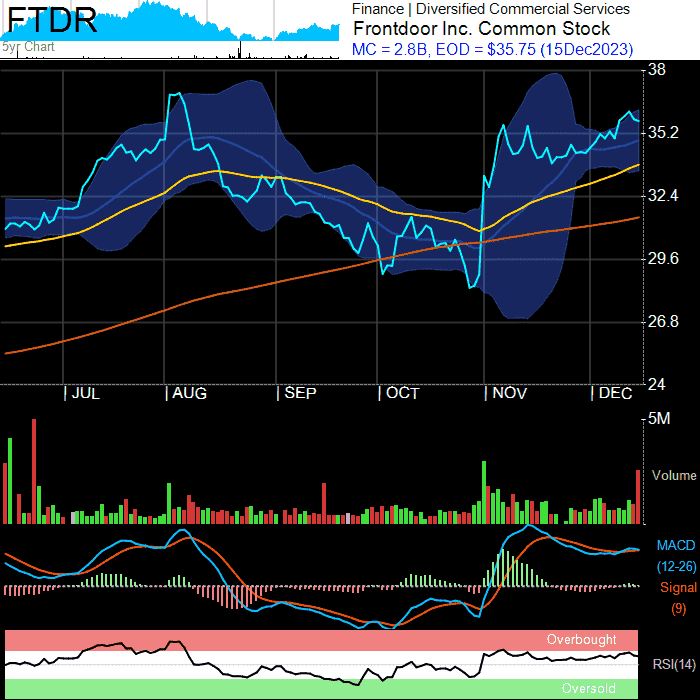 FTDR
5yr Chart
Finance | Diversified Commercial Services
Frontdoor Inc. Common Stock
MC = 2.8B, EOD = $35.75 (15Dec2023)
38
35.2
32.4
29.6
26.8
24
| JUL | AUG | SEP | OCT | NOV | DEC
5M
Volume
MACD
(12-26)
Signal
(9)
Overbought
RSI(14)
Oversold